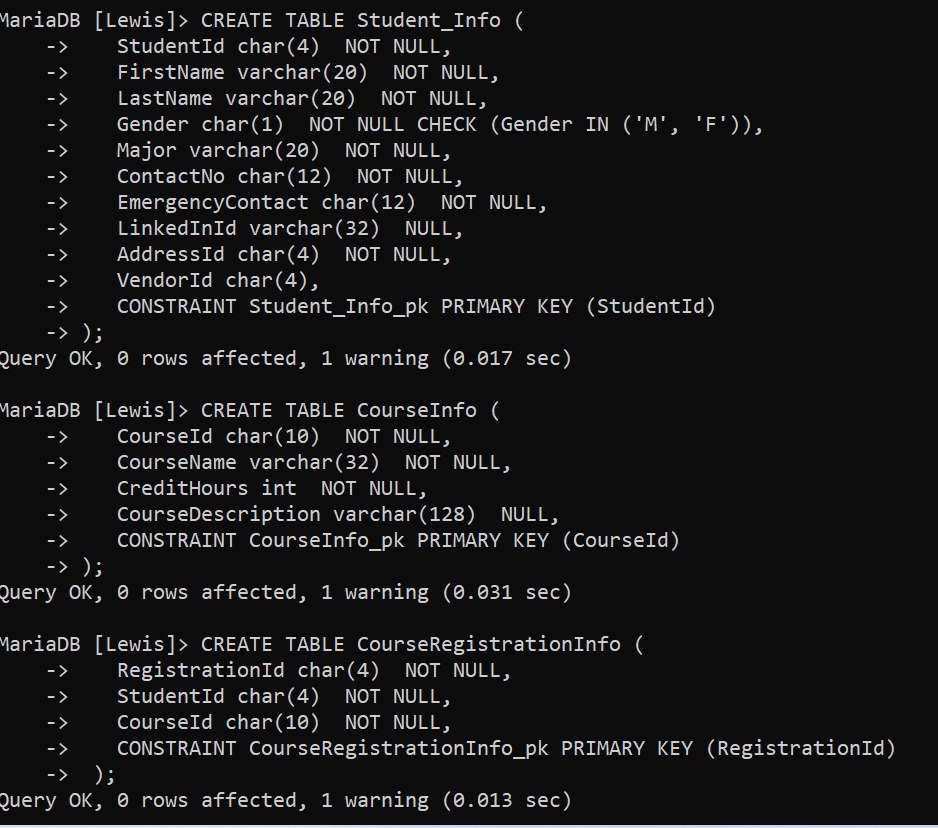 MariaDB [Lewis]> CREATE TABLE Student_Info (
    ->    StudentId char(4)  NOT NULL,
    ->    FirstName varchar(20)  NOT NULL,
    ->    LastName varchar(20)  NOT NULL,
    ->    Gender char(1)  NOT NULL CHECK (Gender IN ('M', 'F')),
    ->    Major varchar(20)  NOT NULL,
    ->    ContactNo char(12)  NOT NULL,
    ->    EmergencyContact char(12)  NOT NULL,
    ->    LinkedInId varchar(32)  NULL,
    ->    AddressId char(4)  NOT NULL,
    ->    VendorId char(4),
    ->    CONSTRAINT Student_Info_pk PRIMARY KEY (StudentId)
    -> );
Query OK, 0 rows affected, 1 warning (0.017 sec)

MariaDB [Lewis]> CREATE TABLE CourseInfo (
    ->    CourseId char(10)  NOT NULL,
    ->    CourseName varchar(32)  NOT NULL,
    ->    CreditHours int  NOT NULL,
    ->    CourseDescription varchar(128)  NULL,
    ->    CONSTRAINT CourseInfo_pk PRIMARY KEY (CourseId)
    -> );
Query OK, 0 rows affected, 1 warning (0.031 sec)

MariaDB [Lewis]> CREATE TABLE CourseRegistrationInfo (
    ->    RegistrationId char(4)  NOT NULL,
    ->    StudentId char(4)  NOT NULL,
    ->    CourseId char(10)  NOT NULL,
    ->    CONSTRAINT CourseRegistrationInfo_pk PRIMARY KEY (RegistrationId)
    ->  );
Query OK, 0 rows affected, 1 warning (0.013 sec)